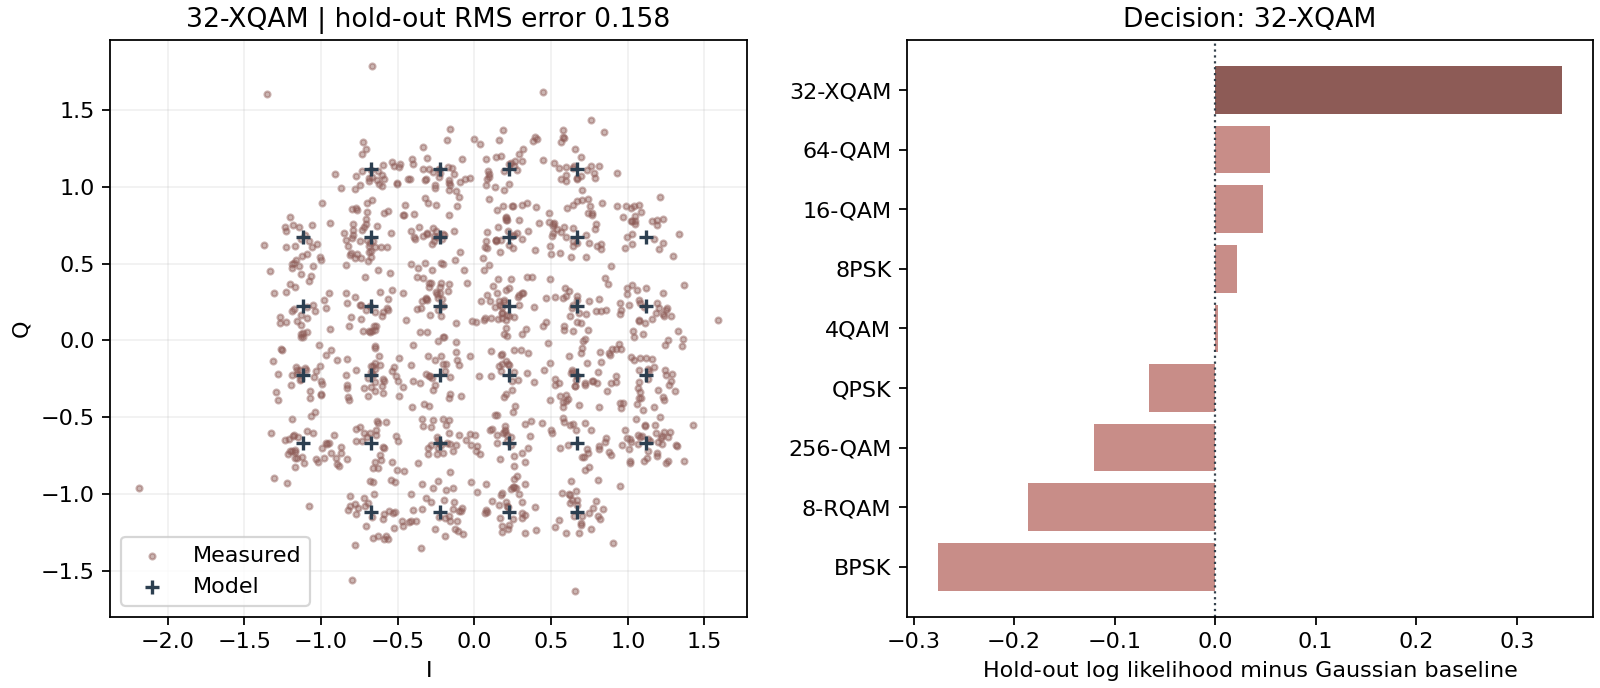 32-XQAM | hold-out RMS error 0.158
1.5
1.0
0.5
0.0
−0.5
−1.0
−1.5
Q
Measured
Model
−2.0 −1.5 −1.0 −0.5 0.0 0.5 1.0 1.5
I
Decision: 32-XQAM
32-XQAM
64-QAM
16-QAM
8PSK
4QAM
QPSK
256-QAM
8-RQAM
BPSK
−0.3 −0.2 −0.1 0.0 0.1 0.2 0.3
Hold-out log likelihood minus Gaussian baseline